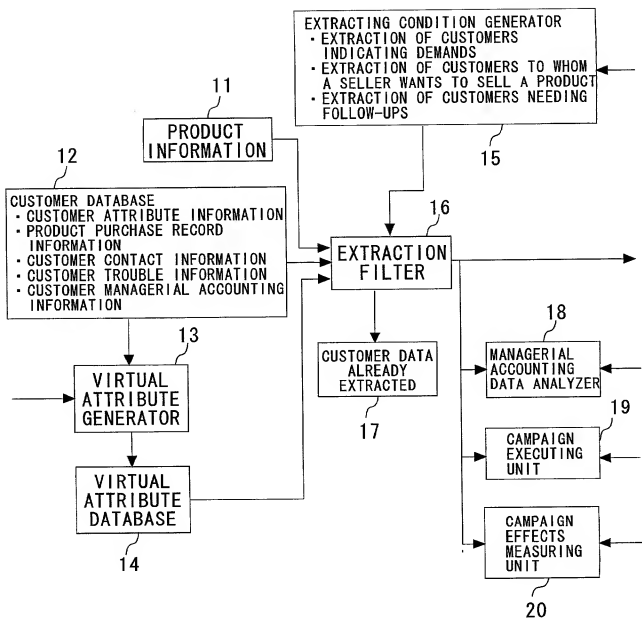 EXTRACTING CONDITION GENERATOR
・EXTRACTION OF CUSTOMERS
INDICATING DEMANDS
・EXTRACTION OF CUSTOMERS TO WHOM
A SELLER WANTS TO SELL A PRODUCT
・EXTRACTION OF CUSTOMERS NEEDING
FOLLOW-UPS
15
11
PRODUCT
INFORMATION
12
CUSTOMER DATABASE
・CUSTOMER ATTRIBUTE INFORMATION
・PRODUCT PURCHASE RECORD
INFORMATION
・CUSTOMER CONTACT INFORMATION
・CUSTOMER TROUBLE INFORMATION
・CUSTOMER MANAGERIAL ACCOUNTING
INFORMATION
16
EXTRACTION
FILTER
13
VIRTUAL
ATTRIBUTE
GENERATOR
CUSTOMER DATA
ALREADY
EXTRACTED
17
18
MANAGERIAL
ACCOUNTING
DATA ANALYZER
19
CAMPAIGN
EXECUTING
UNIT
VIRTUAL
ATTRIBUTE
DATABASE
14
CAMPAIGN
EFFECTS
MEASURING
UNIT
20